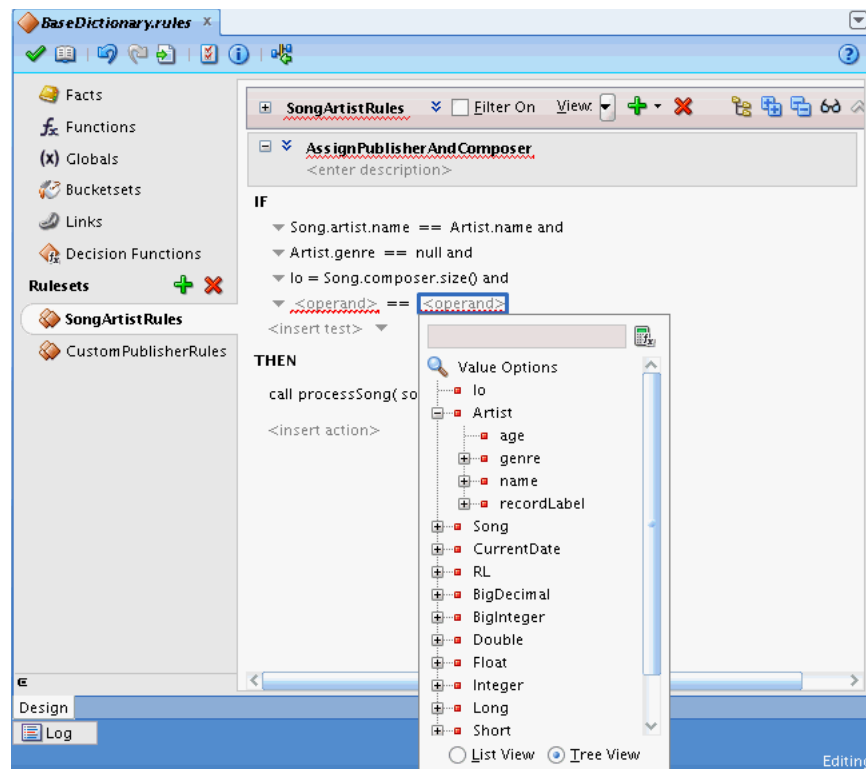 BaseDictionary.rules x
Facts
fx Functions
(x) Globals
Bucketsets
Links
fx Decision Functions
Rulesets
SongArtistRules
CustomPublisherRules
SongArtistRules Filter On View:
AssignPublisherAndComposer
<enter description>
IF
Song.artist.name == Artist.name and
Artist.genre == null and
lo = Song.composer.size() and
<operand> == <operand>
<insert test>
THEN
call processSong( so
<insert action>
Value Options
lo
Artist
age
genre
name
recordLabel
Song
CurrentDate
RL
BigDecimal
BigInteger
Double
Float
Integer
Long
Short
List View Tree View
Design
Log
Editing